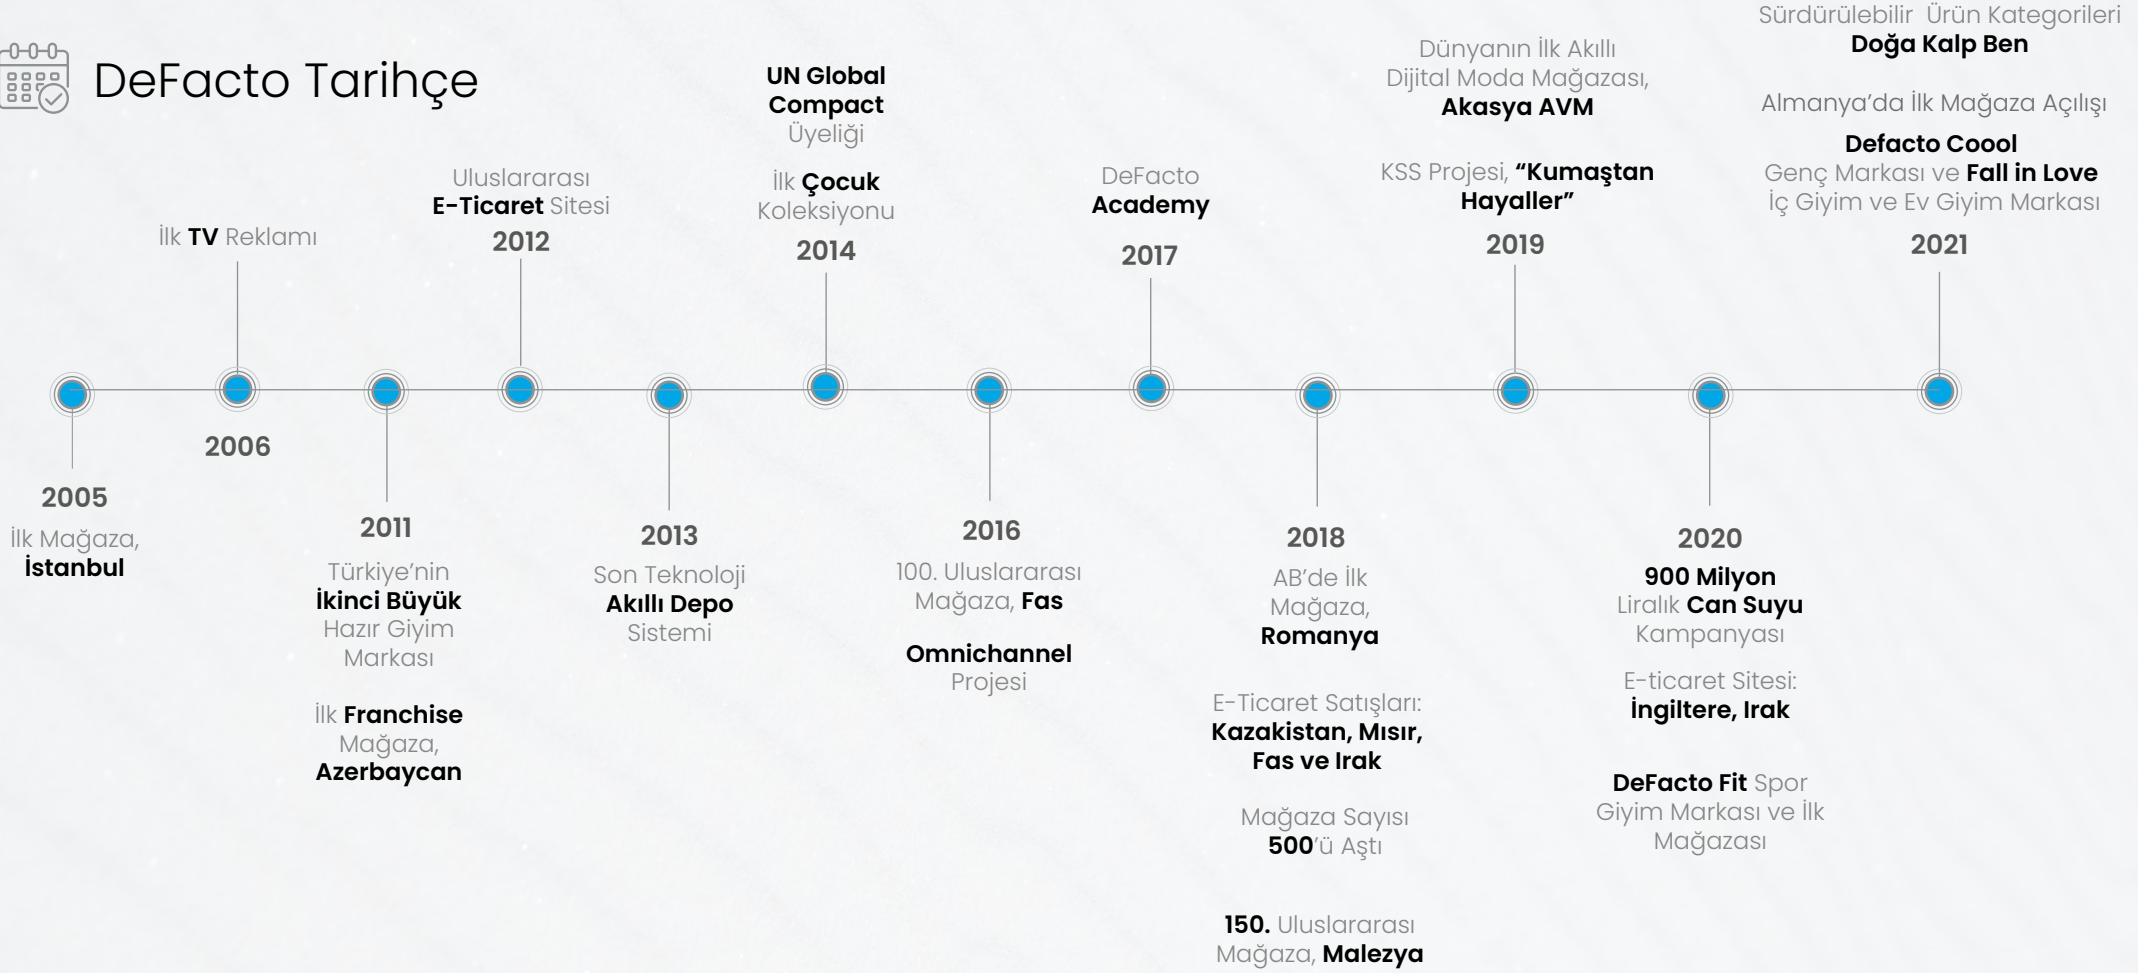 DeFacto Tarihçe
2005
İlk Mağaza,
İstanbul
İlk TV Reklamı
2006
2011
Türkiye’nin
İkinci Büyük
Hazır Giyim
Markası
İlk Franchise
Mağaza,
Azerbaycan
Uluslararası
E-Ticaret Sitesi
2012
2013
Son Teknoloji
Akıllı Depo
Sistemi
UN Global
Compact
Üyeliği
İlk Çocuk
Koleksiyonu
2014
2016
100. Uluslararası
Mağaza, Fas
Omnichannel
Projesi
DeFacto
Academy
2017
2018
AB’de İlk
Mağaza,
Romanya
E-Ticaret Satışları:
Kazakistan, Mısır,
Fas ve Irak
Mağaza Sayısı
500’ü Aştı
150. Uluslararası
Mağaza, Malezya
Dünyanın İlk Akıllı
Dijital Moda Mağazası,
Akasya AVM
KSS Projesi, “Kumaştan
Hayaller”
2019
2020
900 Milyon
Liralık Can Suyu
Kampanyası
E-ticaret Sitesi:
İngiltere, Irak
DeFacto Fit Spor
Giyim Markası ve İlk
Mağazası
Sürdürülebilir Ürün Kategorileri
Doğa Kalp Ben
Almanya’da İlk Mağaza Açılışı
Defacto Coool
Genç Markası ve Fall in Love
İç Giyim ve Ev Giyim Markası
2021